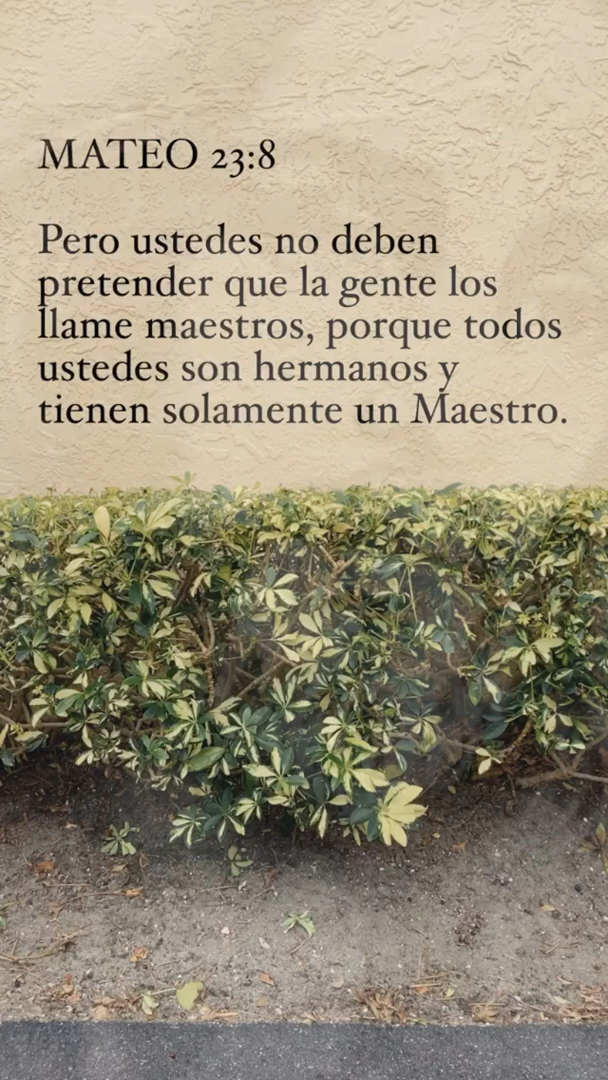 MATEO 23:8
Pero ustedes no deben
pretender que la gente los
llame maestros, porque todos
ustedes son hermanos y
tienen solamente un Maestro.